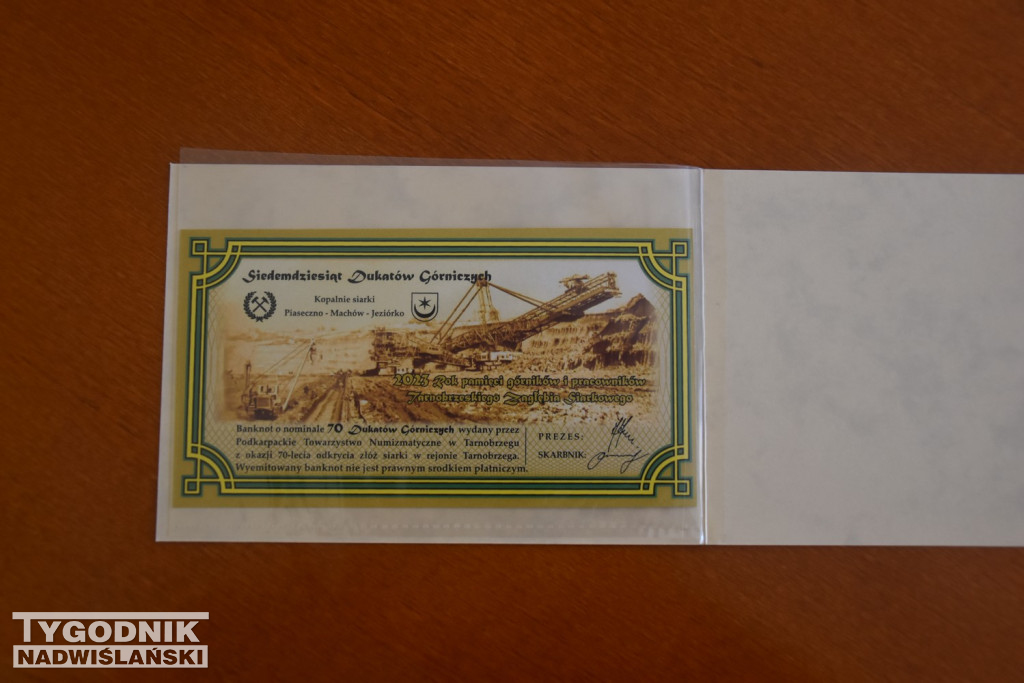 Siedemdziesiąt Dukatów Górniczych
Kopalnie siarki
Piaseczno - Machów - Jeziórko
2023 Rok pamięci górników i pracowników
Tarnobrzeskiego Zagłębia Siarkowego
Banknot o nominale 70 Dukatów Górniczych wydany przez
Podkarpackie Towarzystwo Numizmatyczne w Tarnobrzegu
z okazji 70-lecia odkrycia złóż siarki w rejonie Tarnobrzega.
Wyemitowany banknot nie jest prawnym srodkiem płatniczym.
PREZES:
SKARBNIK:
TYGODNIK
NADWIŚLAŃSKI